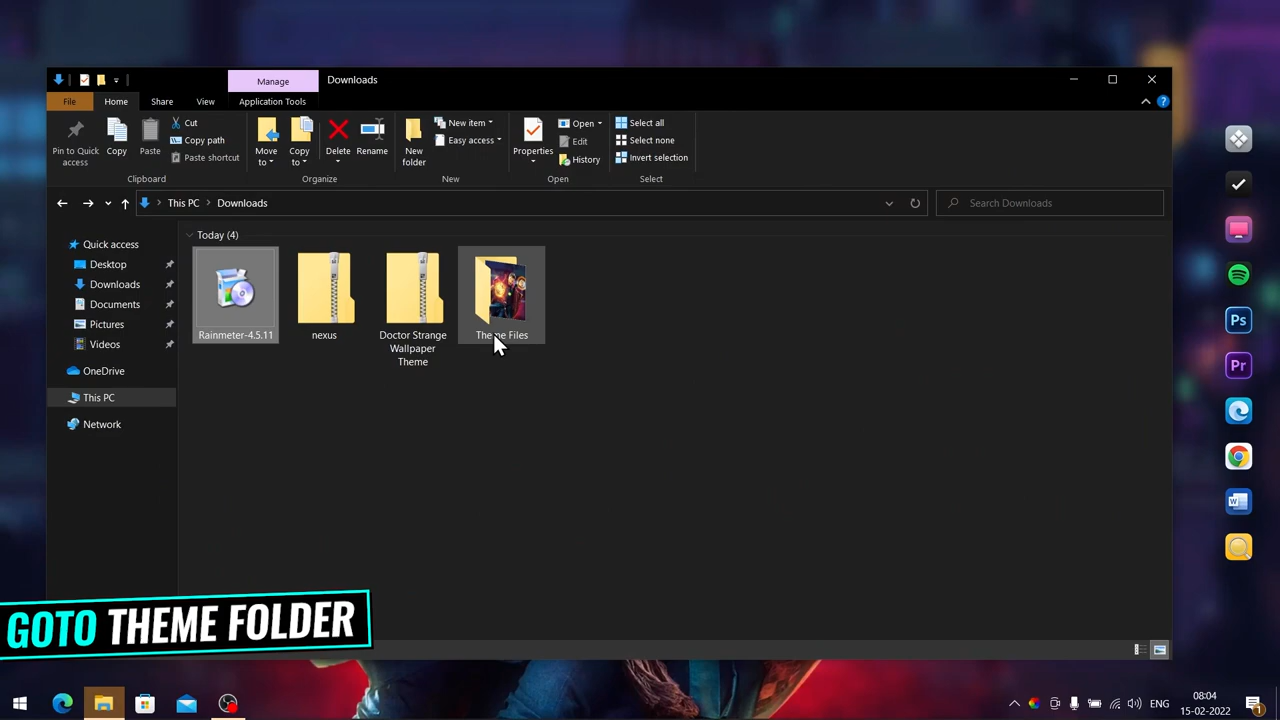 Manage
Downloads
File
Home
Share
View
Application Tools
Pin to Quick
access
Copy
Paste
Cut
Copy path
Paste shortcut
Clipboard
Move
to
Copy
to
Delete
Rename
Organize
New
folder
New item
Easy access
New
Properties
Open
Edit
History
Open
Select all
Select none
Invert selection
Select
This PC
Downloads
Search Downloads
Quick access
Desktop
Downloads
Documents
Pictures
Videos
OneDrive
This PC
Network
Today (4)
Rainmeter-4.5.11
nexus
Doctor Strange
Wallpaper
Theme
Theme Files
Ps
Pr
GOTO THEME FOLDER
ENG
08:04
15-02-2022
1